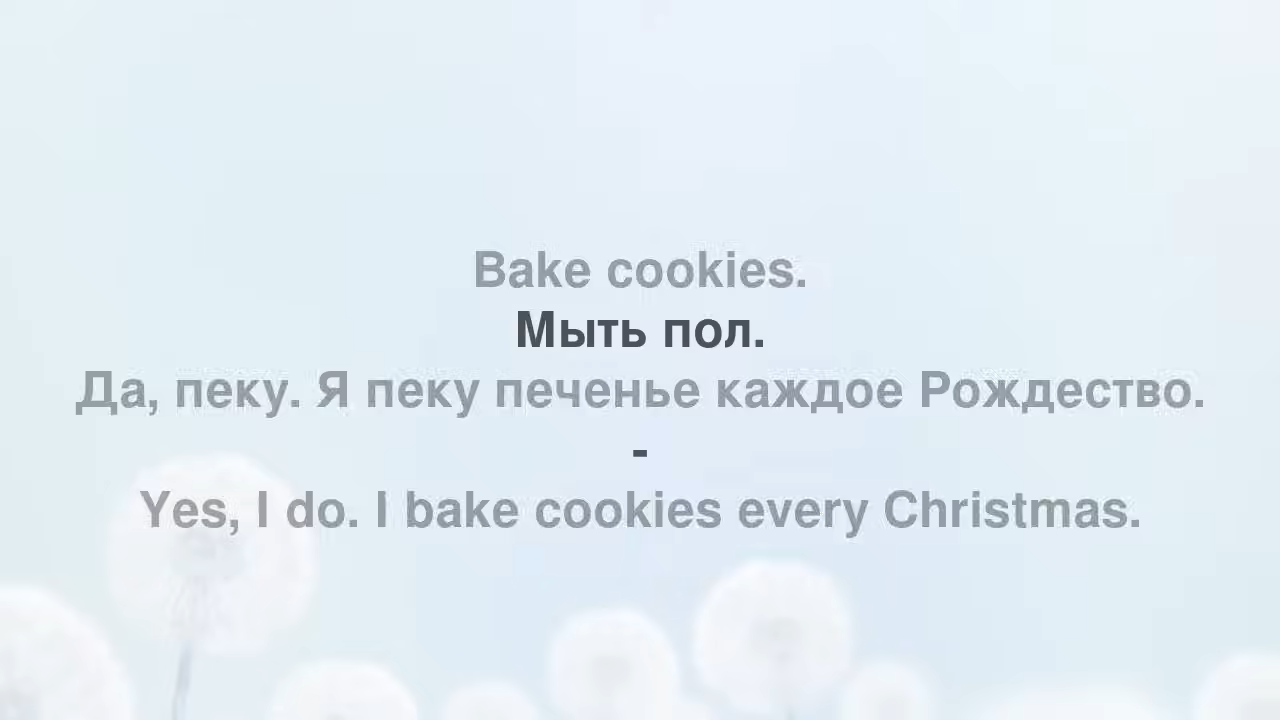 Bake cookies.
Мыть пол.
Да, пеку. Я пеку печенье каждое Рождество.
-
Yes, I do. I bake cookies every Christmas.